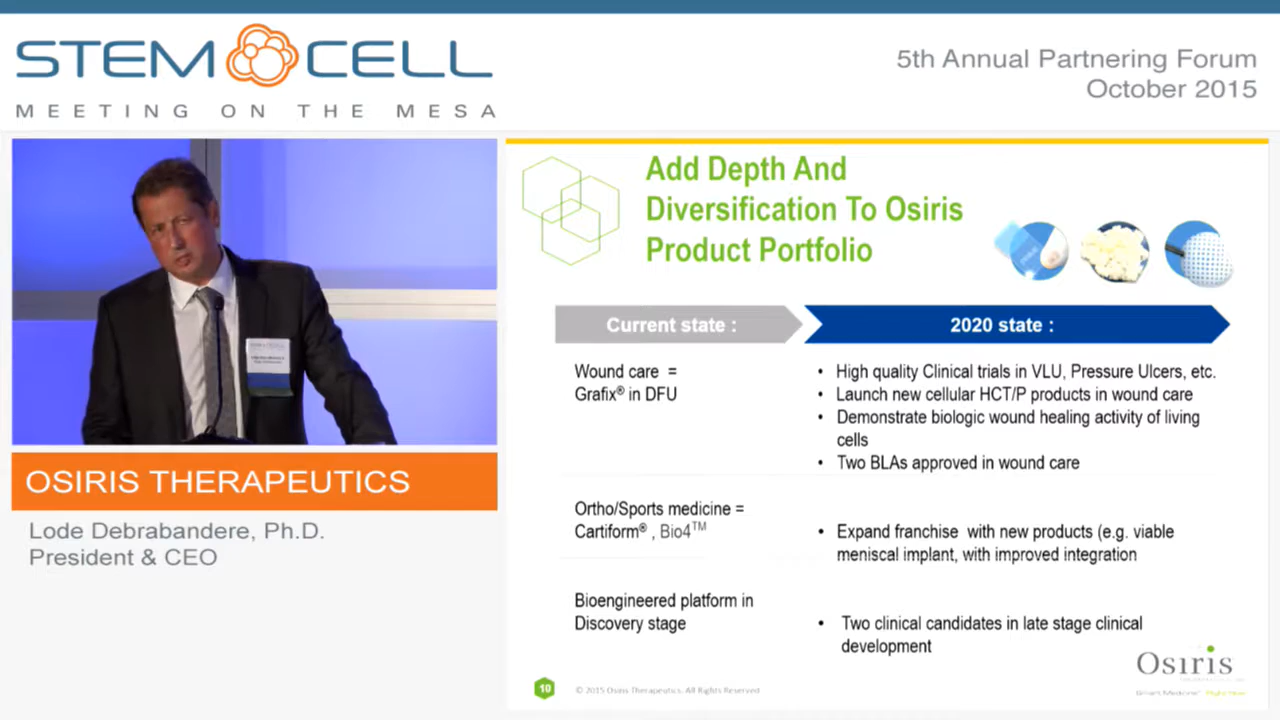 STEM CELL
MEETING ON THE MESA
5th Annual Partnering Forum
October 2015
Add Depth And
Diversification To Osiris
Product Portfolio
Current state :
2020 state :
Wound care =
Grafix® in DFU
• High quality Clinical trials in VLU, Pressure Ulcers, etc.
• Launch new cellular HCT/P products in wound care
• Demonstrate biologic wound healing activity of living
cells
• Two BLAs approved in wound care
Ortho/Sports medicine =
Cartiform® , Bio4™
• Expand franchise with new products (e.g. viable
meniscal implant, with improved integration
Bioengineered platform in
Discovery stage
• Two clinical candidates in late stage clinical
development
OSIRIS THERAPEUTICS
Lode Debrabandere, Ph.D.
President & CEO
10
© 2015 Osiris Therapeutics. All Rights Reserved
Osiris
Smart Medicine